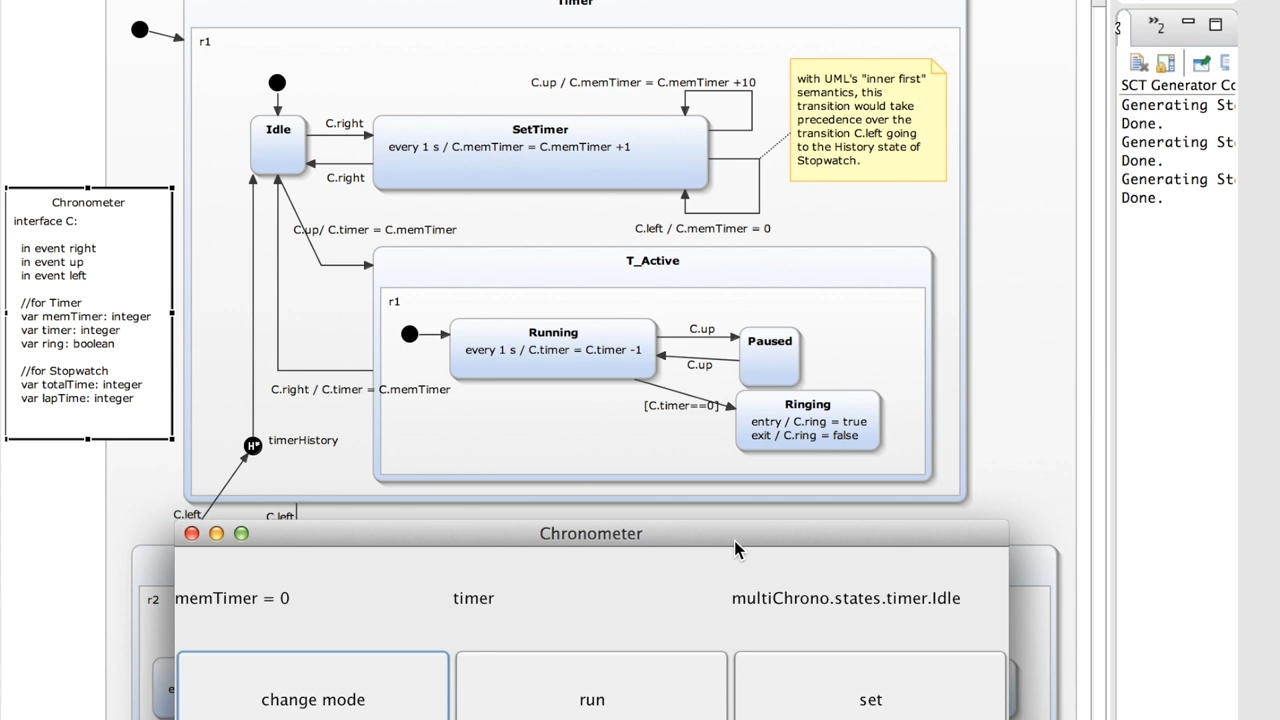 Timer
r1
C.up / C.memTimer = C.memTimer +10
with UML's "inner first"
semantics, this
transition would take
precedence over the
transition C.left going
to the History state of
Stopwatch.
Idle
C.right
SetTimer
every 1 s / C.memTimer = C.memTimer +1
C.right
C.up/ C.timer = C.memTimer
C.left / C.memTimer = 0
Chronometer
interface C:
in event right
in event up
in event left
//for Timer
var memTimer: integer
var timer: integer
var ring: boolean
//for Stopwatch
var totalTime: integer
var lapTime: integer
T_Active
r1
Running
every 1 s / C.timer = C.timer -1
C.up
Paused
C.up
C.right / C.timer = C.memTimer
[C.timer==0]
Ringing
entry / C.ring = true
exit / C.ring = false
timerHistory
C.left
C.left
r2
Chronometer
memTimer = 0
timer
multiChrono.states.timer.Idle
change mode
run
set
2
SCT Generator Co
Generating St
Done.
Generating St
Done.
Generating St
Done.